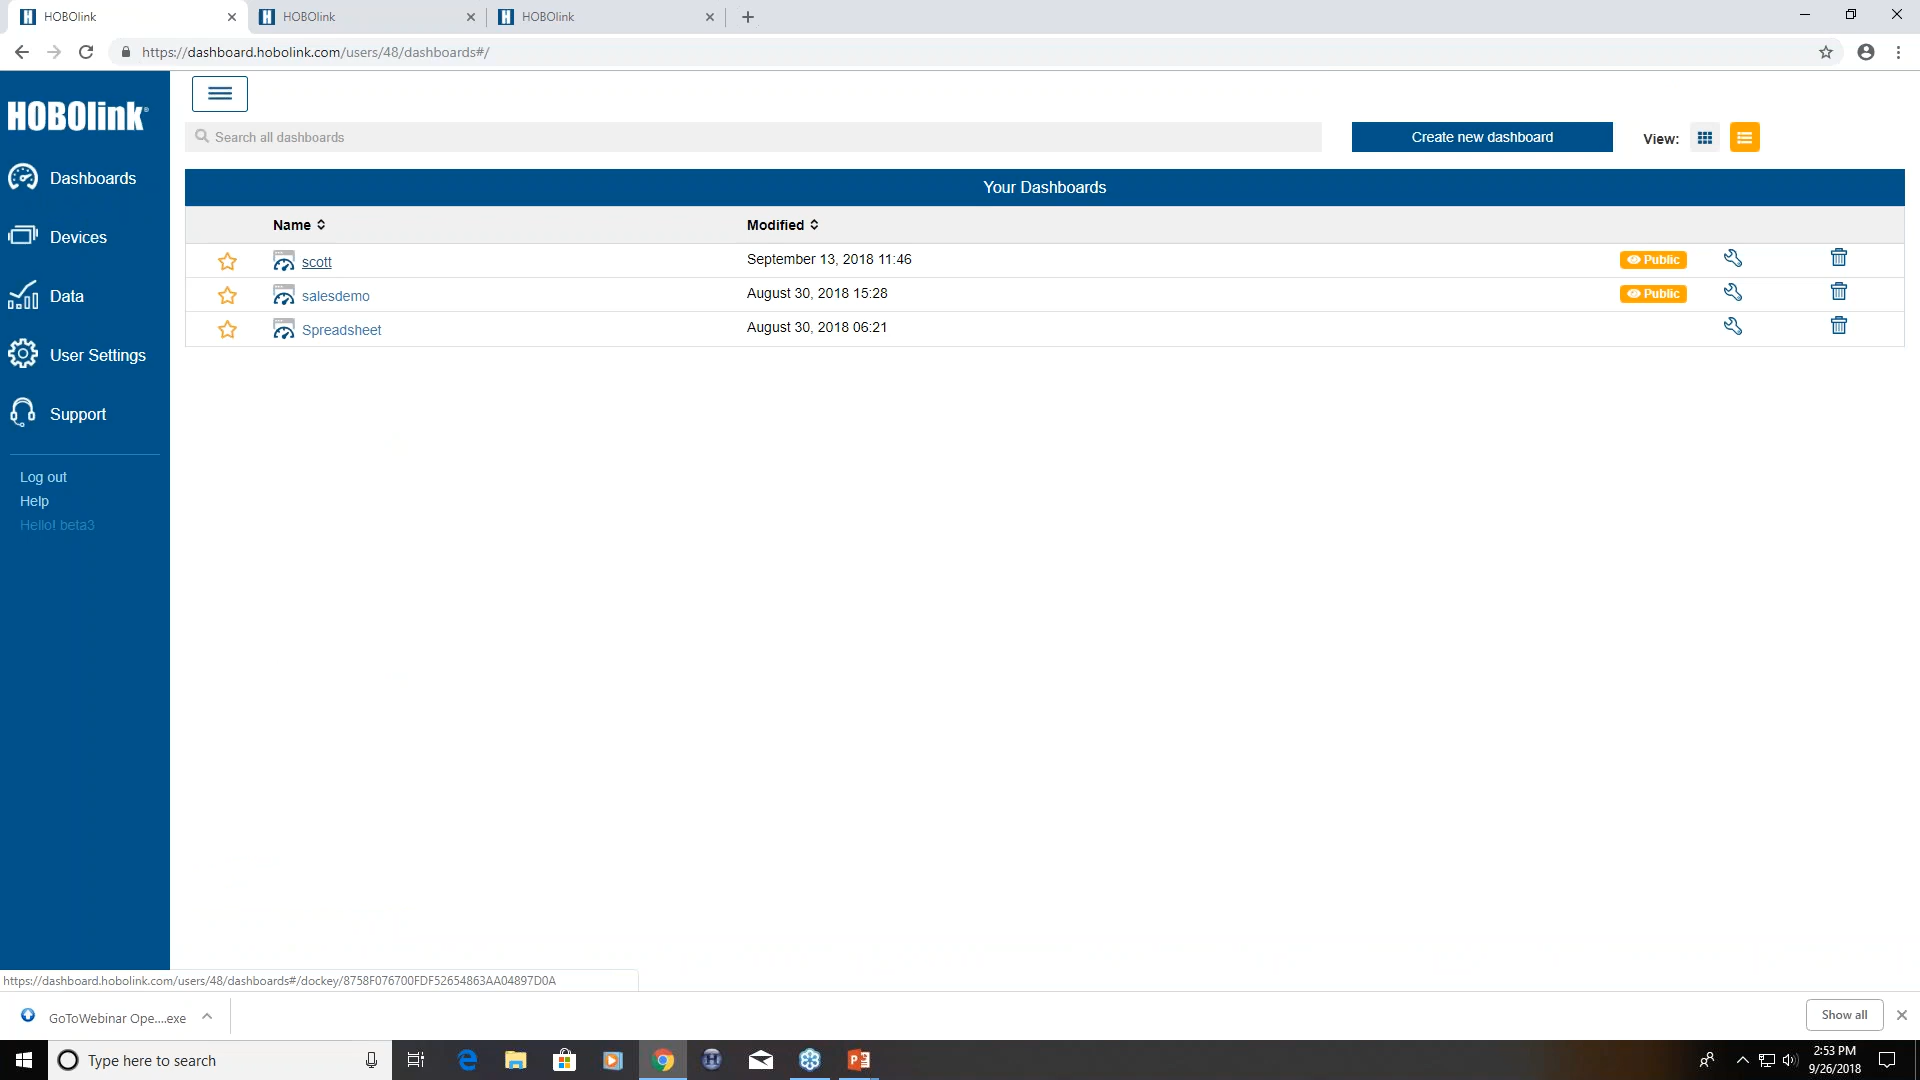 HOBOlink
HOBOlink
HOBOlink
https://dashboard.hobolink.com/users/48/dashboards#/
HOBOlink®
Search all dashboards
Create new dashboard
View:
Dashboards
Devices
Data
User Settings
Support
Log out
Help
Hello! beta3
Your Dashboards
Name Modified
scott September 13, 2018 11:46 Public
salesdemo August 30, 2018 15:28 Public
Spreadsheet August 30, 2018 06:21
https://dashboard.hobolink.com/users/48/dashboards#/dockey/8758F076700FDF52654863AA04897D0A
GoToWebinar Ope....exe
Show all
Type here to search
2:53 PM
9/26/2018